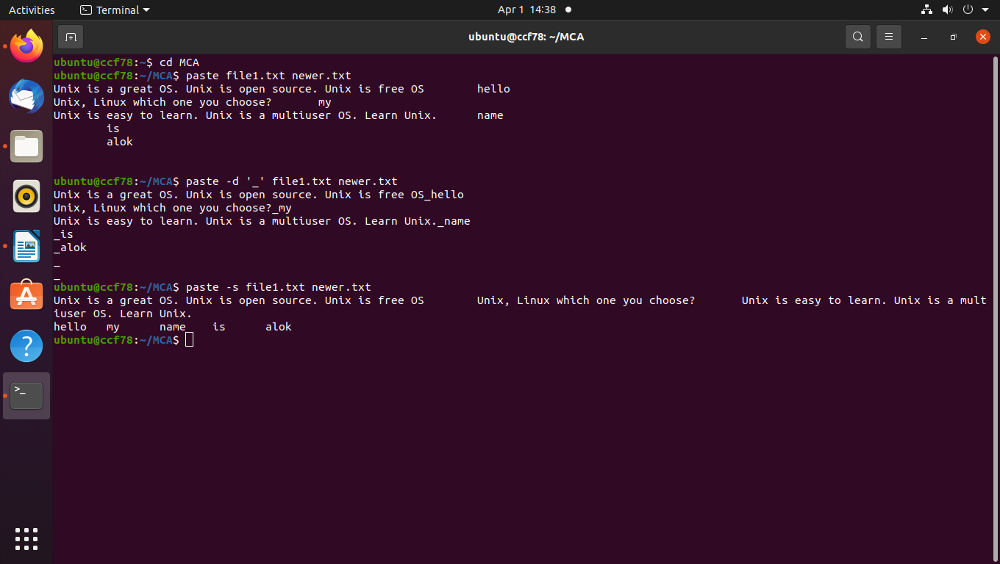 Activities Terminal Apr 1 14:38
ubuntu@ccf78: ~/MCA
ubuntu@ccf78:~$ cd MCA
ubuntu@ccf78:~/MCA$ paste file1.txt newer.txt
Unix is a great OS. Unix is open source. Unix is free OS	hello
Unix, Linux which one you choose?	my
Unix is easy to learn. Unix is a multiuser OS. Learn Unix.	name
	is
	alok
ubuntu@ccf78:~/MCA$ paste -d '_' file1.txt newer.txt
Unix is a great OS. Unix is open source. Unix is free OS_hello
Unix, Linux which one you choose?_my
Unix is easy to learn. Unix is a multiuser OS. Learn Unix._name
_is
_alok
_
_
ubuntu@ccf78:~/MCA$ paste -s file1.txt newer.txt
Unix is a great OS. Unix is open source. Unix is free OS	Unix, Linux which one you choose?	Unix is easy to learn. Unix is a mult
iuser OS. Learn Unix.
hello	my	name	is	alok
ubuntu@ccf78:~/MCA$